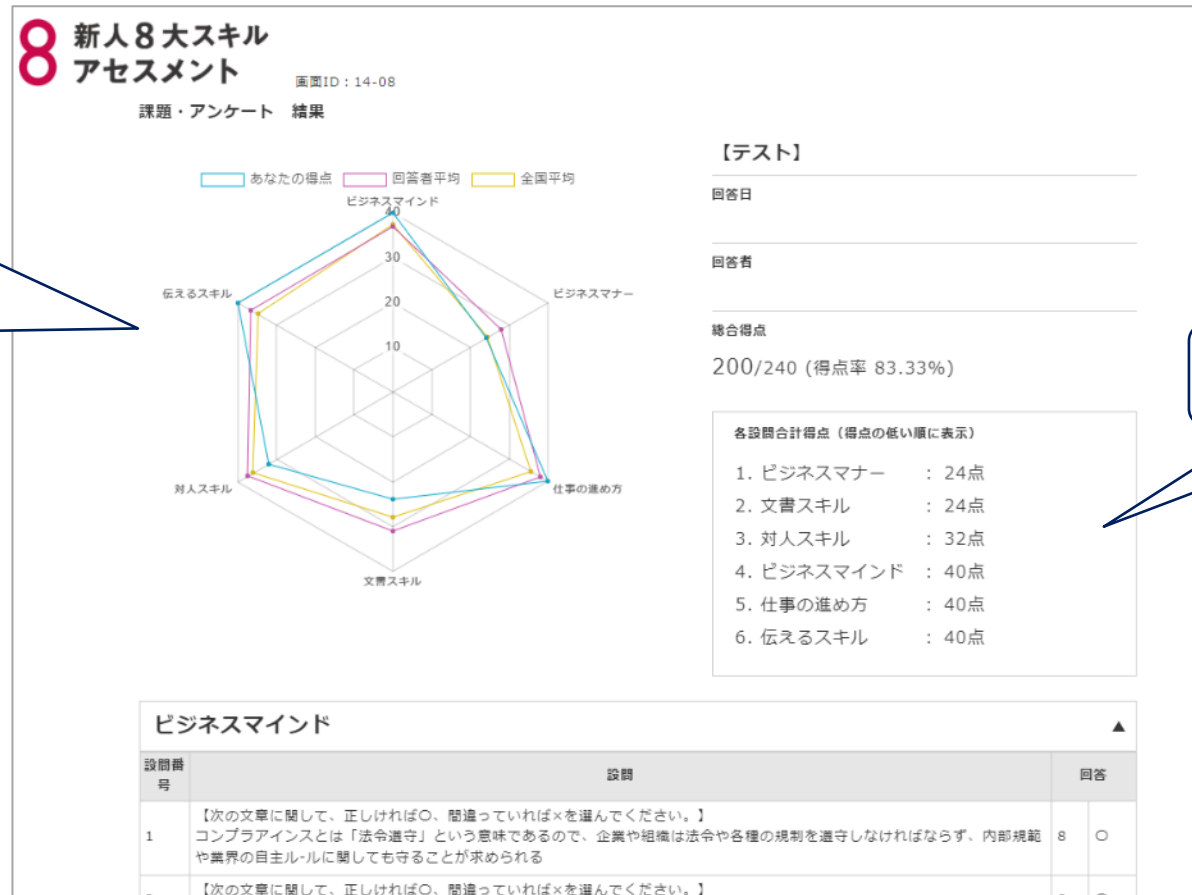 8 新人8大スキル
アセスメント
画面ID：14-08
課題・アンケート 結果
あなたの得点 回答者平均 全国平均
ビジネスマインド
40
30
20
10
伝えるスキル
ビジネスマナー
対人スキル
仕事の進め方
文書スキル
【テスト】
回答日
回答者
総合得点
200/240 (得点率 83.33%)
各設問合計得点（得点の低い順に表示）
1. ビジネスマナー ： 24点
2. 文書スキル ： 24点
3. 対人スキル ： 32点
4. ビジネスマインド ： 40点
5. 仕事の進め方 ： 40点
6. 伝えるスキル ： 40点
ビジネスマインド ▲
設問番号 設問 回答
【次の文章に関して、正しければ〇、間違っていれば×を選んでください。】
1 コンプラアインスとは「法令遵守」という意味であるので、企業や組織は法令や各種の規制を遵守しなければならず、内部規範 8 〇
や業界の自主ル-ルに関しても守ることが求められる
【次の文章に関して、正しければ〇、間違っていれば×を選んでください。】